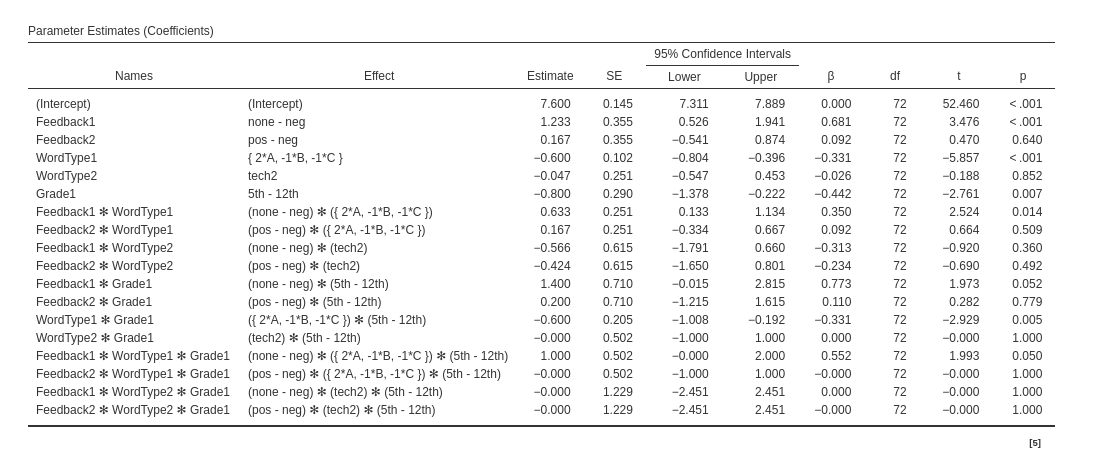 Parameter Estimates (Coefficients)
95% Confidence Intervals
Names Effect Estimate SE Lower Upper β df t p
(Intercept) (Intercept) 7.600 0.145 7.311 7.889 0.000 72 52.460 < .001
Feedback1 none - neg 1.233 0.355 0.526 1.941 0.681 72 3.476 < .001
Feedback2 pos - neg 0.167 0.355 −0.541 0.874 0.092 72 0.470 0.640
WordType1 { 2*A, -1*B, -1*C } −0.600 0.102 −0.804 −0.396 −0.331 72 −5.857 < .001
WordType2 tech2 −0.047 0.251 −0.547 0.453 −0.026 72 −0.188 0.852
Grade1 5th - 12th −0.800 0.290 −1.378 −0.222 −0.442 72 −2.761 0.007
Feedback1 ✻ WordType1 (none - neg) ✻ ({ 2*A, -1*B, -1*C }) 0.633 0.251 0.133 1.134 0.350 72 2.524 0.014
Feedback2 ✻ WordType1 (pos - neg) ✻ ({ 2*A, -1*B, -1*C }) 0.167 0.251 −0.334 0.667 0.092 72 0.664 0.509
Feedback1 ✻ WordType2 (none - neg) ✻ (tech2) −0.566 0.615 −1.791 0.660 −0.313 72 −0.920 0.360
Feedback2 ✻ WordType2 (pos - neg) ✻ (tech2) −0.424 0.615 −1.650 0.801 −0.234 72 −0.690 0.492
Feedback1 ✻ Grade1 (none - neg) ✻ (5th - 12th) 1.400 0.710 −0.015 2.815 0.773 72 1.973 0.052
Feedback2 ✻ Grade1 (pos - neg) ✻ (5th - 12th) 0.200 0.710 −1.215 1.615 0.110 72 0.282 0.779
WordType1 ✻ Grade1 ({ 2*A, -1*B, -1*C }) ✻ (5th - 12th) −0.600 0.205 −1.008 −0.192 −0.331 72 −2.929 0.005
WordType2 ✻ Grade1 (tech2) ✻ (5th - 12th) −0.000 0.502 −1.000 1.000 0.000 72 −0.000 1.000
Feedback1 ✻ WordType1 ✻ Grade1 (none - neg) ✻ ({ 2*A, -1*B, -1*C }) ✻ (5th - 12th) 1.000 0.502 −0.000 2.000 0.552 72 1.993 0.050
Feedback2 ✻ WordType1 ✻ Grade1 (pos - neg) ✻ ({ 2*A, -1*B, -1*C }) ✻ (5th - 12th) −0.000 0.502 −1.000 1.000 −0.000 72 −0.000 1.000
Feedback1 ✻ WordType2 ✻ Grade1 (none - neg) ✻ (tech2) ✻ (5th - 12th) −0.000 1.229 −2.451 2.451 0.000 72 −0.000 1.000
Feedback2 ✻ WordType2 ✻ Grade1 (pos - neg) ✻ (tech2) ✻ (5th - 12th) −0.000 1.229 −2.451 2.451 −0.000 72 −0.000 1.000
[5]